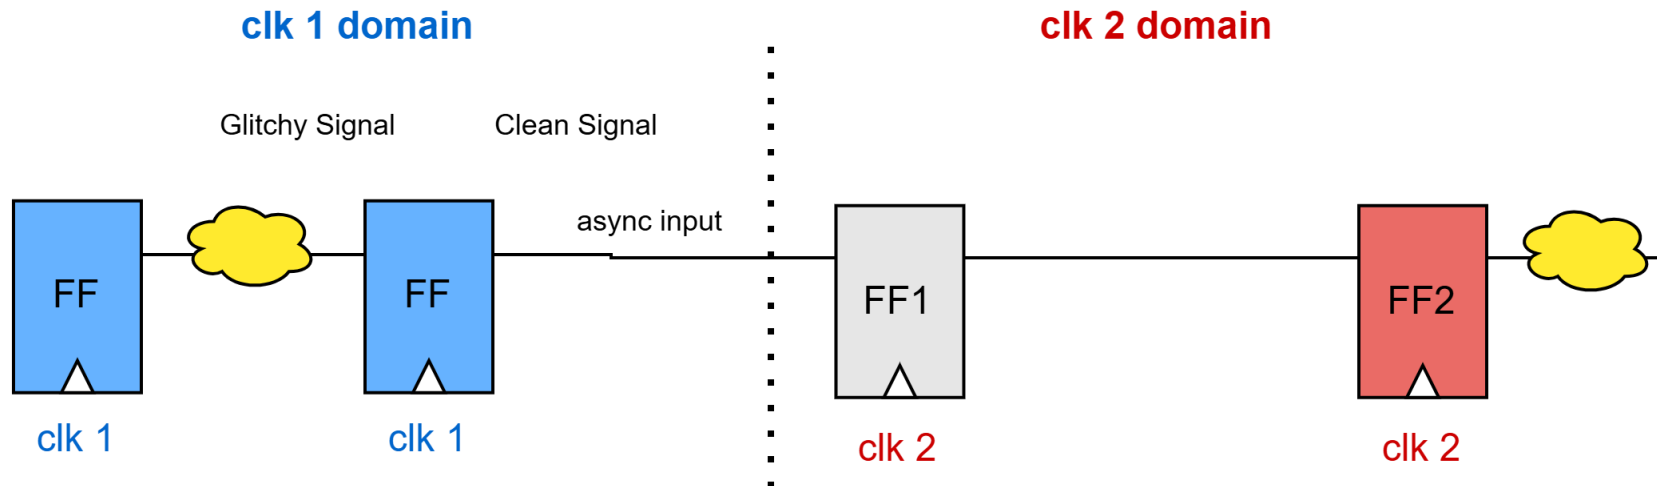 clk 1 domain
clk 2 domain
Glitchy Signal
Clean Signal
async input
FF
FF
FF1
FF2
clk 1
clk 1
clk 2
clk 2